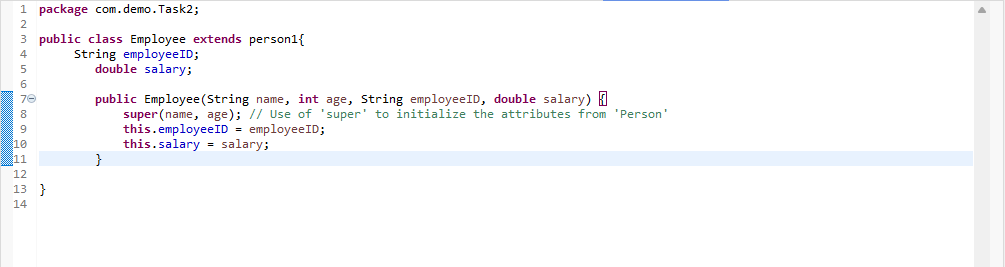 1 package com.demo.Task2;
2
3 public class Employee extends person1{
4 String employeeID;
5 double salary;
6
7 public Employee(String name, int age, String employeeID, double salary) {
8 super(name, age); // Use of 'super' to initialize the attributes from 'Person'
9 this.employeeID = employeeID;
10 this.salary = salary;
11 }
12
13 }
14